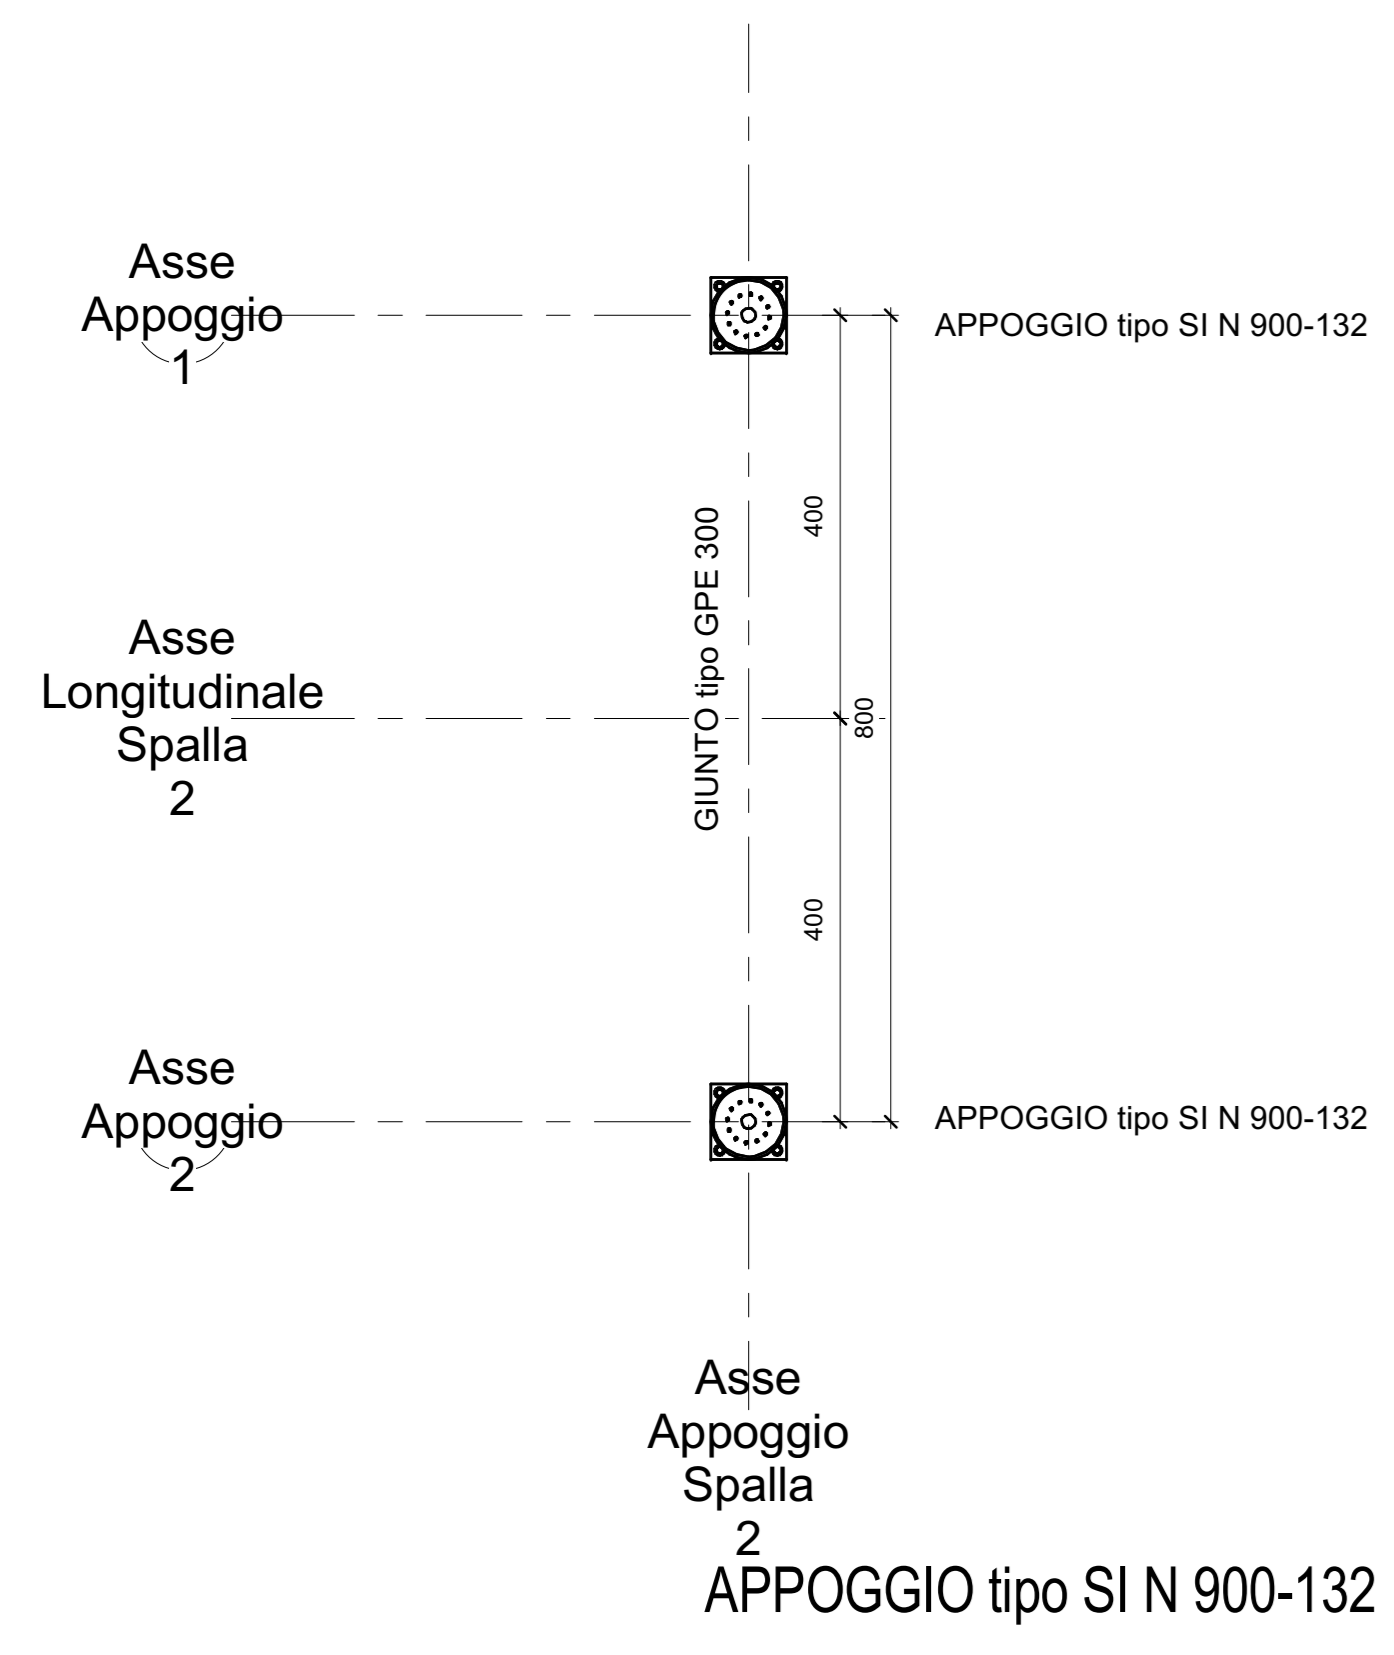 Asse
Appoggio
1
APPOGGIO tipo SI N 900-132
400
GIUNTO tipo GPE 300
Asse
Longitudinale
Spalla
2
800
400
Asse
Appoggio
2
APPOGGIO tipo SI N 900-132
Asse
Appoggio
Spalla
2
APPOGGIO tipo SI N 900-132